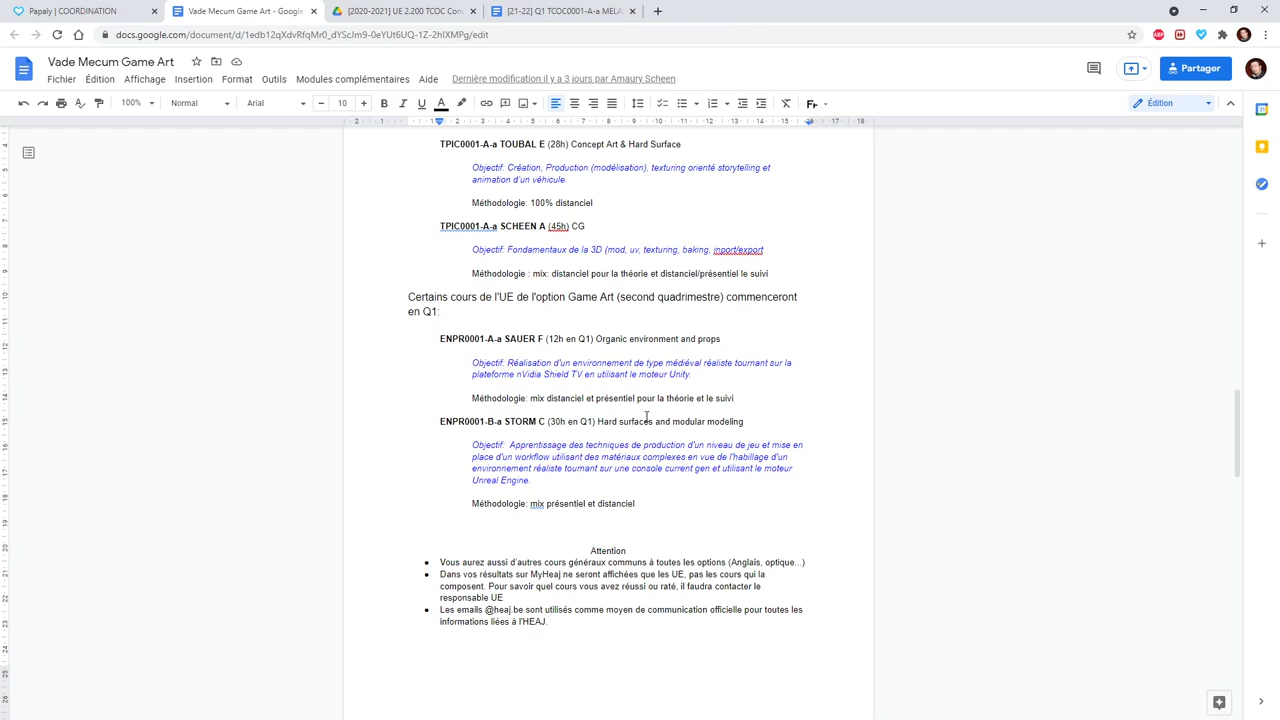 Papaly | COORDINATION
Vade Mecum Game Art - Google
[2020-2021] UE 2.200 TCOC Con
[21-22] Q1 TCOC0001-A-a MELA
docs.google.com/document/d/1edb12qXdvRfqMr0_dYScJm9-0eYUt6UQ-1Z-2hIXMPg/edit
Vade Mecum Game Art
Fichier Édition Affichage Insertion Format Outils Modules complémentaires Aide Dernière modification il y a 3 jours par Amaury Scheen
Partager
100% Normal Arial 10 Édition
TPIC0001-A-a TOUBAL E (28h) Concept Art & Hard Surface
Objectif: Création, Production (modélisation), texturing orienté storytelling et
animation d'un véhicule.
Méthodologie: 100% distanciel
TPIC0001-A-a SCHEEN A (45h) CG
Objectif: Fondamentaux de la 3D (mod, uv, texturing, baking, inport/export
Méthodologie : mix: distanciel pour la théorie et distanciel/présentiel le suivi
Certains cours de l'UE de l'option Game Art (second quadrimestre) commenceront
en Q1:
ENPR0001-A-a SAUER F (12h en Q1) Organic environment and props
Objectif: Réalisation d'un environnement de type médiéval réaliste tournant sur la
plateforme nVidia Shield TV en utilisant le moteur Unity.
Méthodologie: mix distanciel et présentiel pour la théorie et le suivi
ENPR0001-B-a STORM C (30h en Q1) Hard surfaces and modular modeling
Objectif: Apprentissage des techniques de production d'un niveau de jeu et mise en
place d'un workflow utilisant des matériaux complexes en vue de l'habillage d'un
environnement réaliste tournant sur une console current gen et utilisant le moteur
Unreal Engine.
Méthodologie: mix présentiel et distanciel
Attention
Vous aurez aussi d'autres cours généraux communs à toutes les options (Anglais, optique...)
Dans vos résultats sur MyHeaj ne seront affichées que les UE, pas les cours qui la
composent. Pour savoir quel cours vous avez réussi ou raté, il faudra contacter le
responsable UE
Les emails @heaj.be sont utilisés comme moyen de communication officielle pour toutes les
informations liées à l'HEAJ.